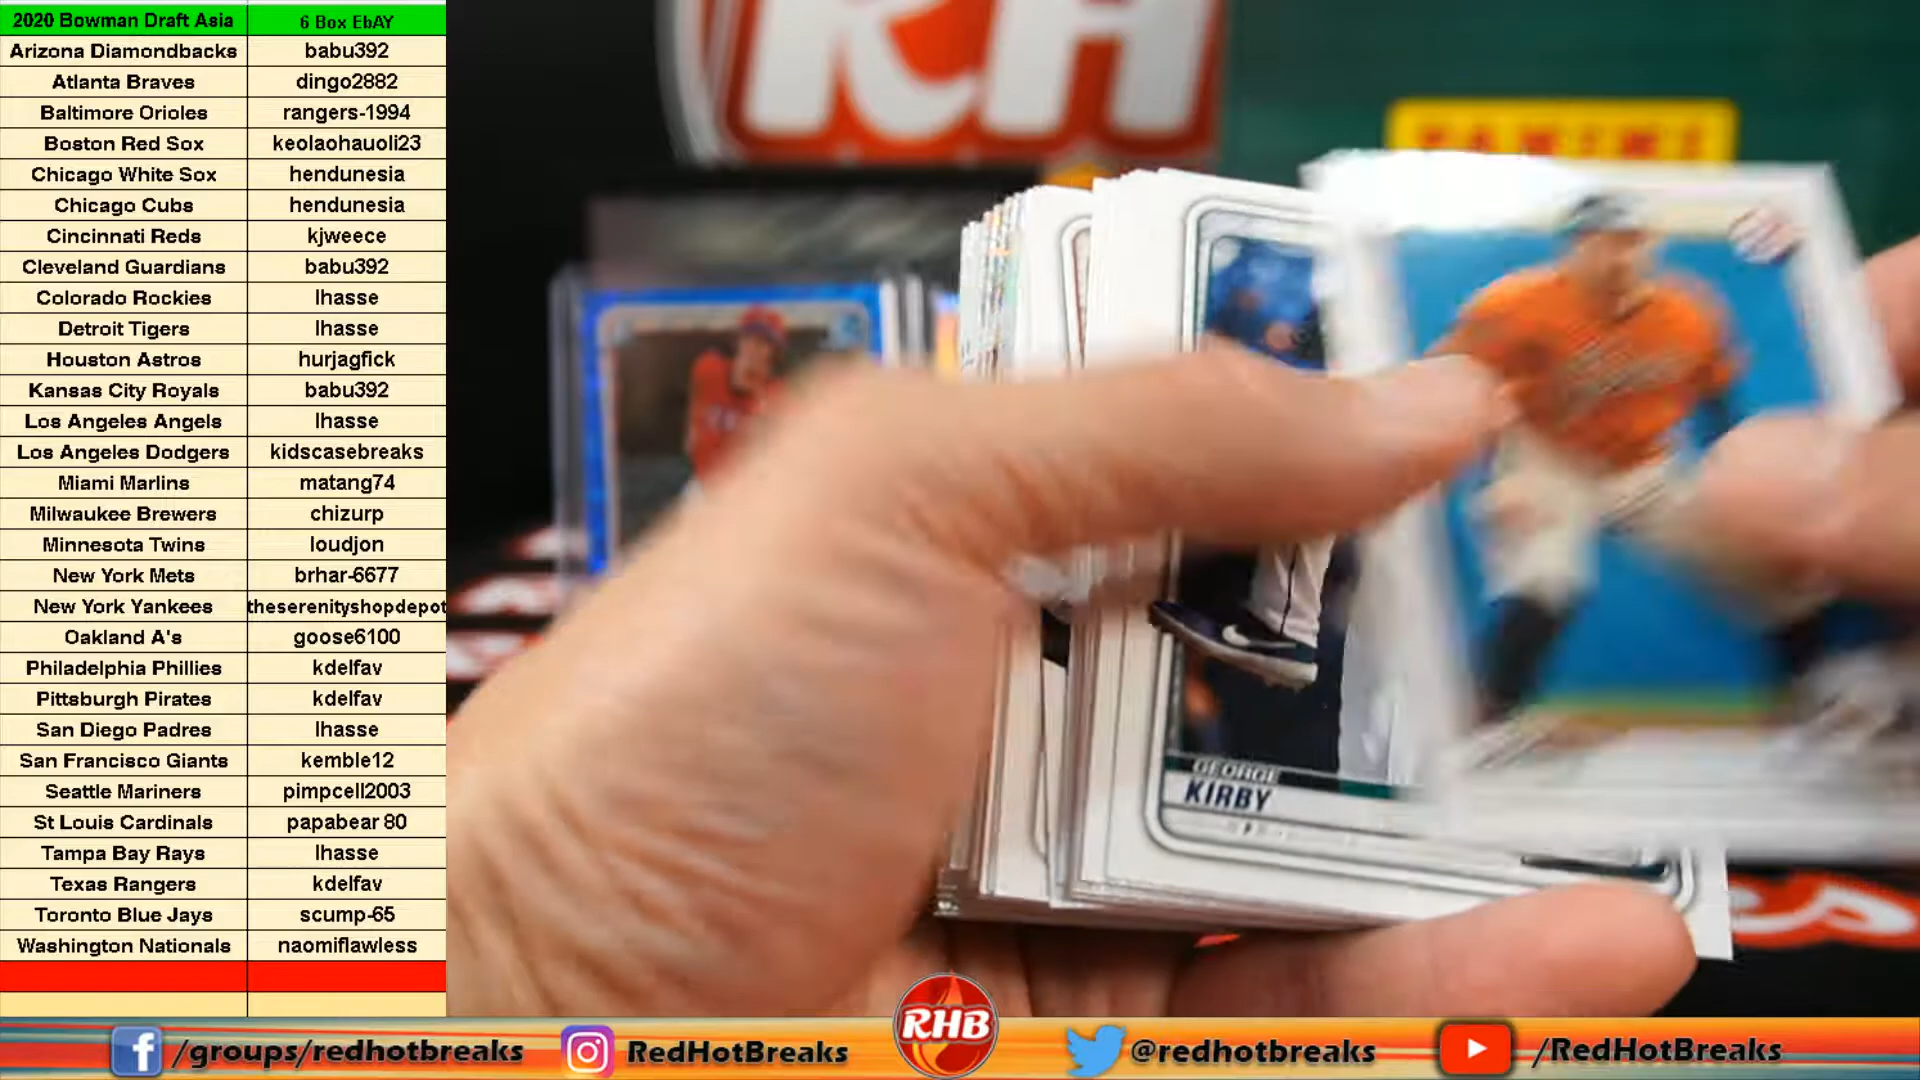 2020 Bowman Draft Asia 6 Box EbAY
Arizona Diamondbacks babu392
Atlanta Braves dingo2882
Baltimore Orioles rangers-1994
Boston Red Sox keolaohauoli23
Chicago White Sox hendunesia
Chicago Cubs hendunesia
Cincinnati Reds kjweece
Cleveland Guardians babu392
Colorado Rockies lhasse
Detroit Tigers lhasse
Houston Astros hurjagfick
Kansas City Royals babu392
Los Angeles Angels lhasse
Los Angeles Dodgers kidscasebreaks
Miami Marlins matang74
Milwaukee Brewers chizurp
Minnesota Twins loudjon
New York Mets brhar-6677
New York Yankees theserenityshopdepot
Oakland A's goose6100
Philadelphia Phillies kdelfav
Pittsburgh Pirates kdelfav
San Diego Padres lhasse
San Francisco Giants kemble12
Seattle Mariners pimpcell2003
St Louis Cardinals papabear 80
Tampa Bay Rays lhasse
Texas Rangers kdelfav
Toronto Blue Jays scump-65
Washington Nationals naomiflawless
RH
PANINI
GEORGE
KIRBY
/groups/redhotbreaks
RedHotBreaks
RHB
@redhotbreaks
/RedHotBreaks